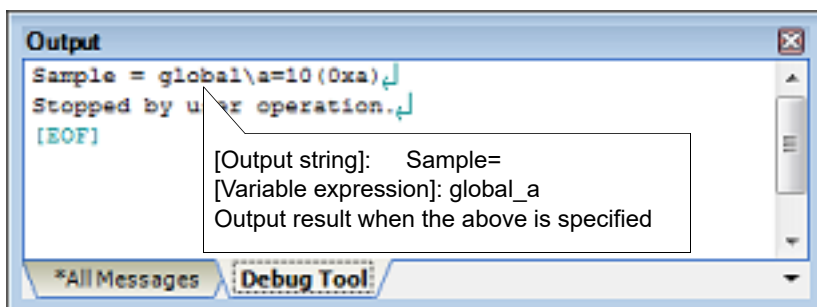 Output
Sample = global\a=10(0xa)↲
Stopped by user operation.↲
[EOF]
[Output string]: Sample=
[Variable expression]: global_a
Output result when the above is specified
*All Messages
Debug Tool